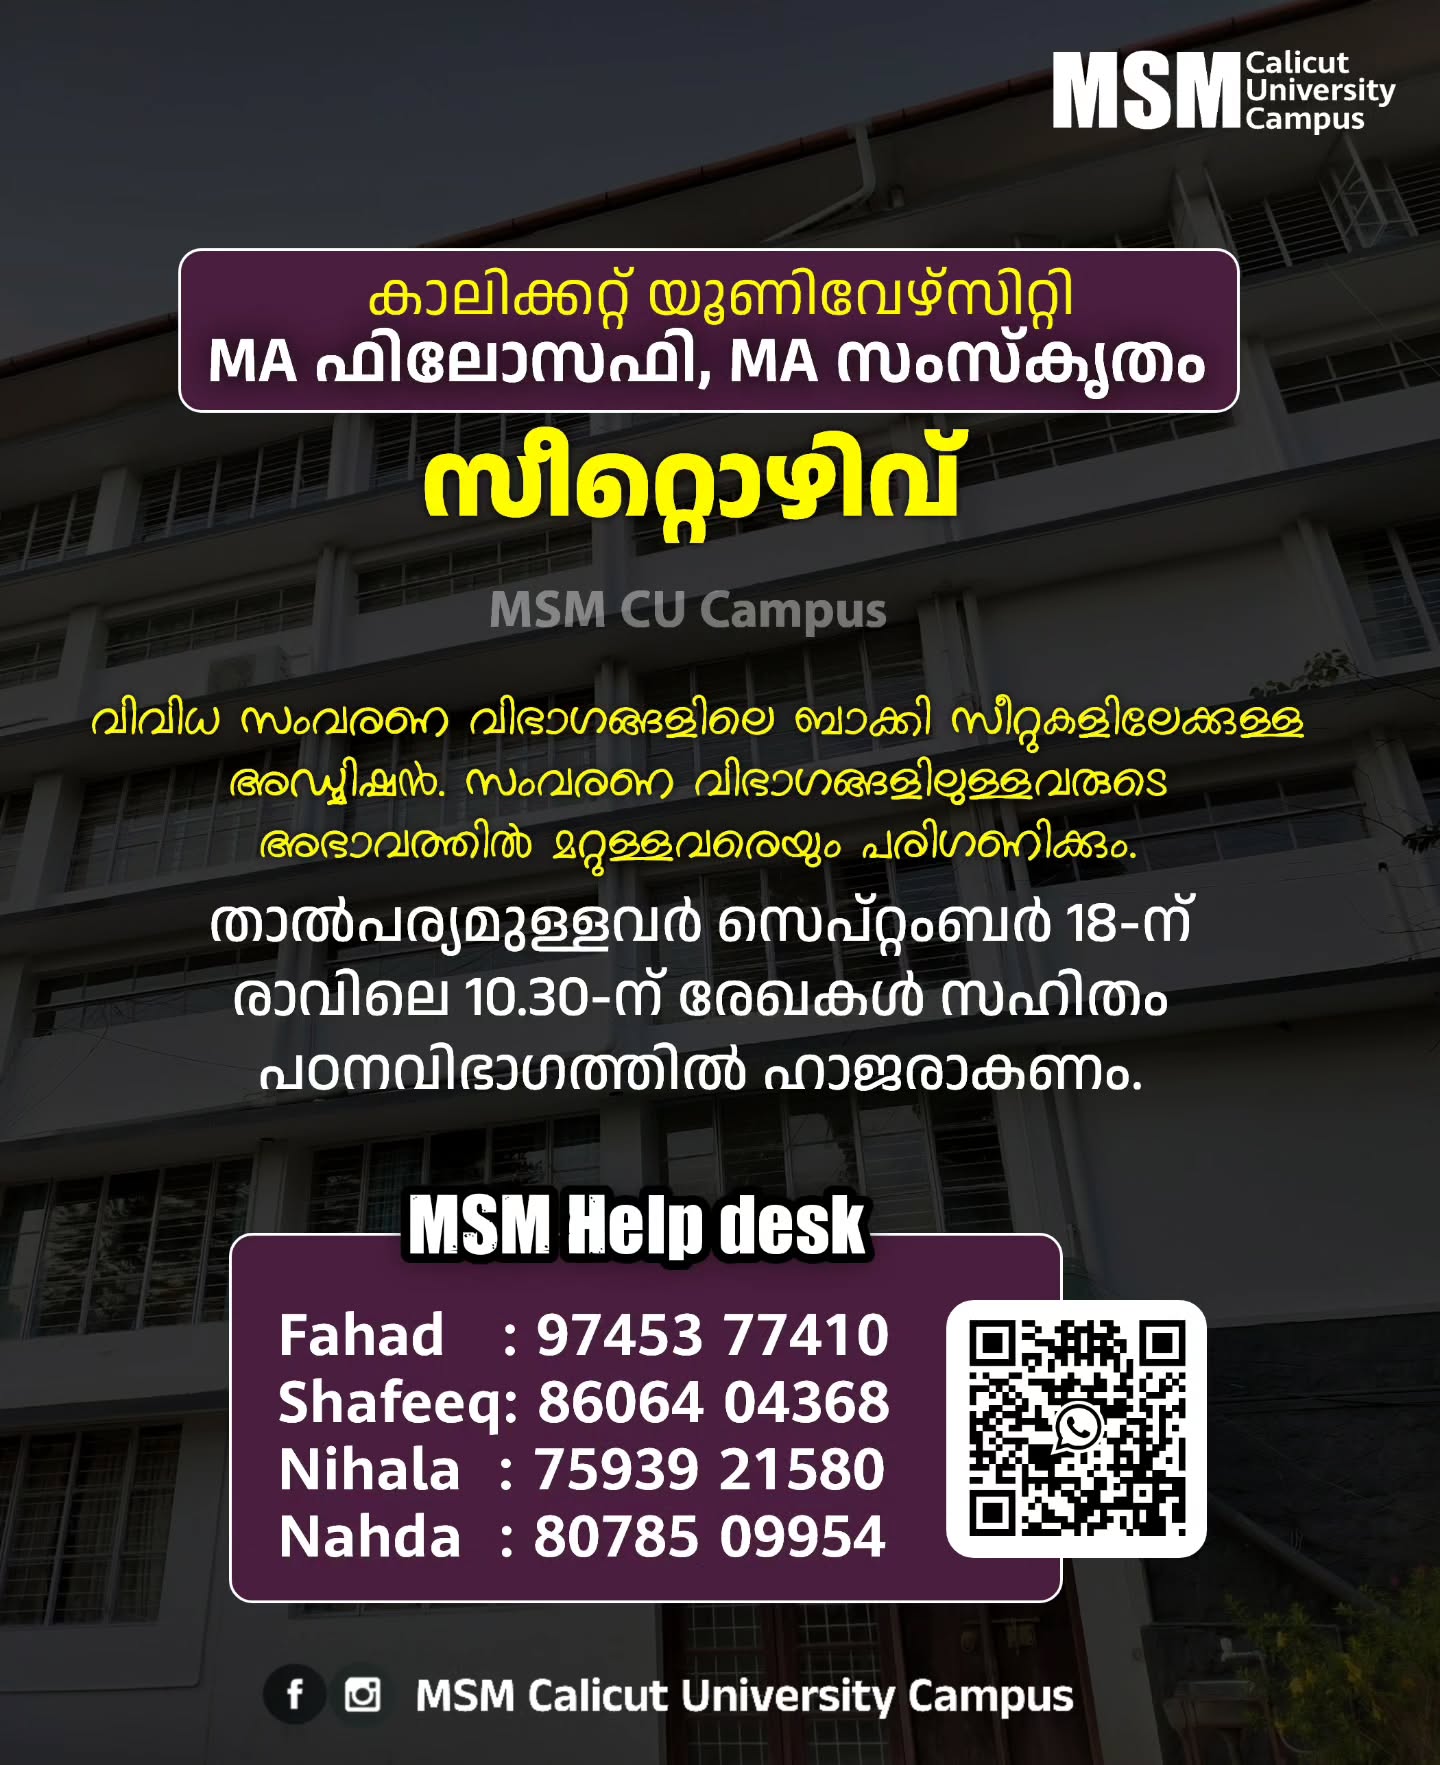 MSM Calicut
University
Campus
കാലിക്കറ്റ് യൂണിവേഴ്സിറ്റി
MA ഫിലോസഫി, MA സംസ്കൃതം
സീറ്റൊഴിവ്
MSM CU Campus
വിവിധ സംവരണ വിഭാഗങ്ങളിലെ ബാക്കി സീറ്റുകളിലേക്കുള്ള
അഡ്മിഷൻ. സംവരണ വിഭാഗങ്ങളിലുള്ളവരുടെ
അഭാവത്തിൽ മറ്റുള്ളവരെയും പരിഗണിക്കും.
താൽപര്യമുള്ളവർ സെപ്റ്റംബർ 18-ന്
രാവിലെ 10.30-ന് രേഖകൾ സഹിതം
പഠനവിഭാഗത്തിൽ ഹാജരാകണം.
MSM Help desk
Fahad : 97453 77410
Shafeeq: 86064 04368
Nihala : 75939 21580
Nahda : 80785 09954
MSM Calicut University Campus